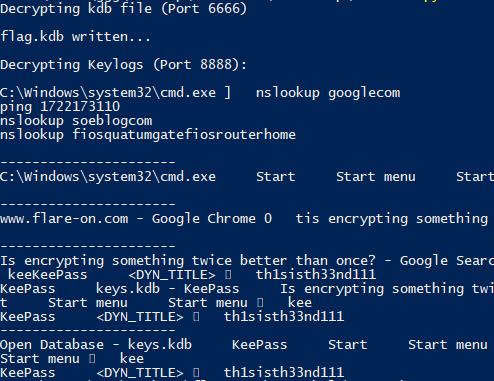 Decrypting kdb file (Port 6666)
flag.kdb written...
Decrypting Keylogs (Port 8888):
C:\Windows\system32\cmd.exe ]   nslookup googlecom
ping 1722173110
nslookup soeblogcom
nslookup fiosquatumgatefiosrouterhome
----------------------
C:\Windows\system32\cmd.exe     Start     Start menu     Start
----------------------
www.flare-on.com - Google Chrome 0   tis encrypting something
----------------------
Is encrypting something twice better than once? - Google Sear
keeKeePass     <DYN_TITLE>    th1sisth33nd111
KeePass     keys.kdb - KeePass     Is encrypting something twi
t     Start menu     Start menu    kee
KeePass     <DYN_TITLE>    th1sisth33nd111
----------------------
Open Database - keys.kdb     KeePass     Start     Start menu
Start menu    kee
KeePass     <DYN_TITLE>    th1sisth33nd111